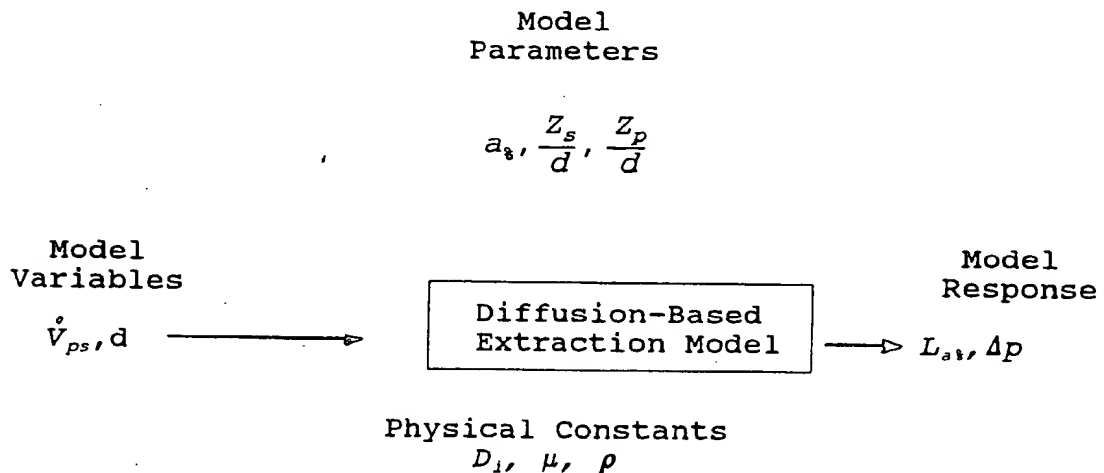 Model
Parameters
a%, Zs/d, Zp/d
Model
Variables
V̊ps, d
Diffusion-Based
Extraction Model
Model
Response
La%, Δp
Physical Constants
Di, μ, ρ